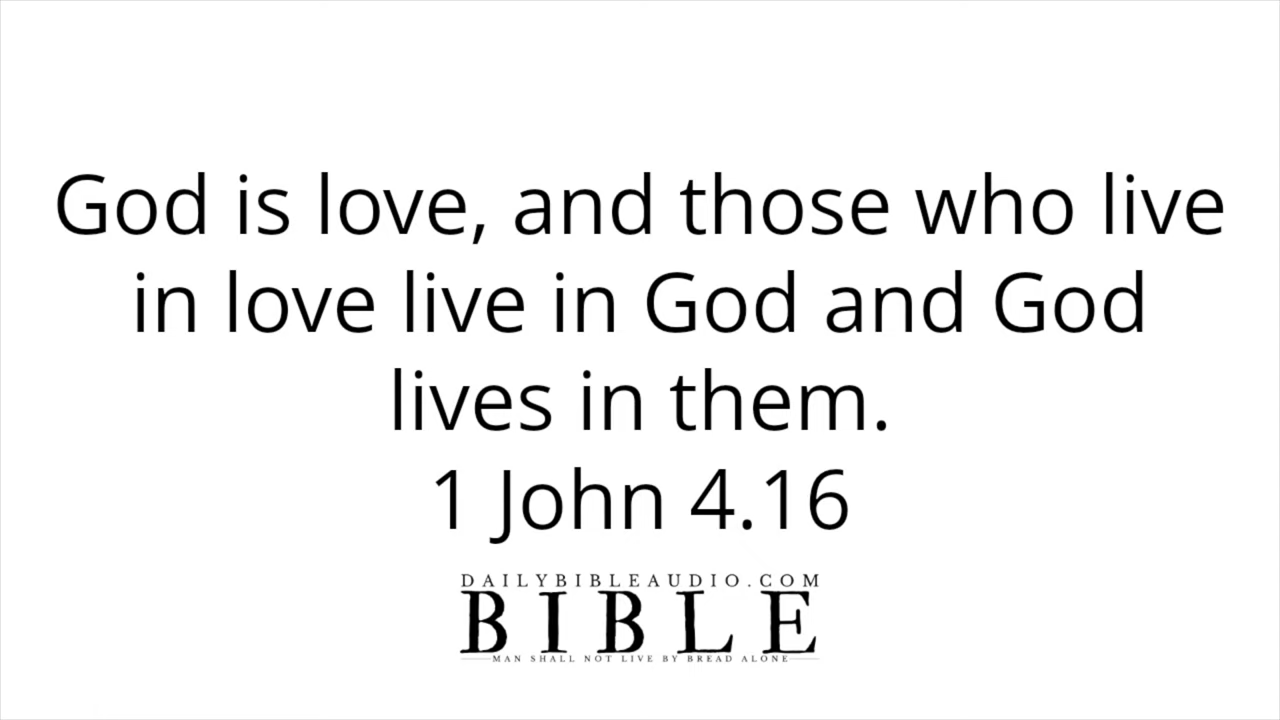 God is love, and those who live
in love live in God and God
lives in them.
1 John 4.16
DAILYBIBLEAUDIO.COM
BIBLE
MAN SHALL NOT LIVE BY BREAD ALONE